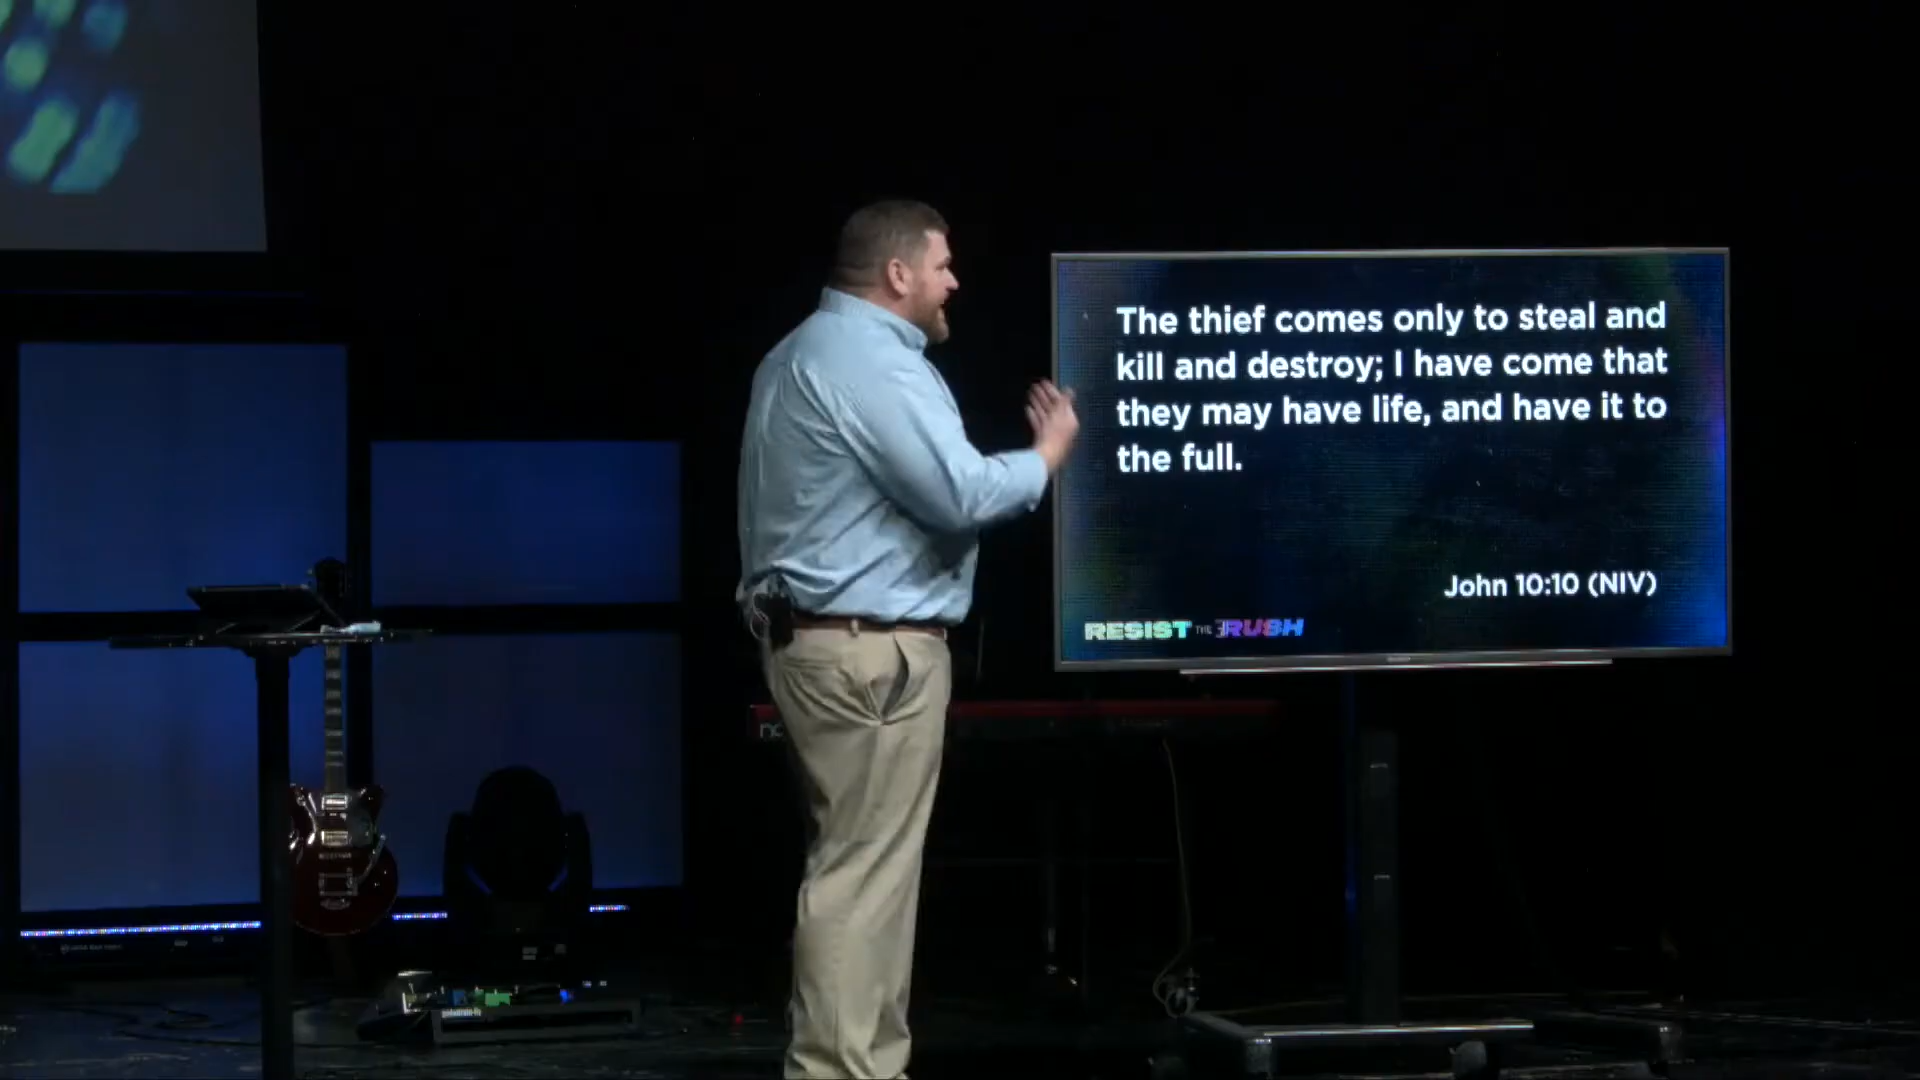 The thief comes only to steal and
kill and destroy; I have come that
they may have life, and have it to
the full.
John 10:10 (NIV)
RESIST THE RUSH